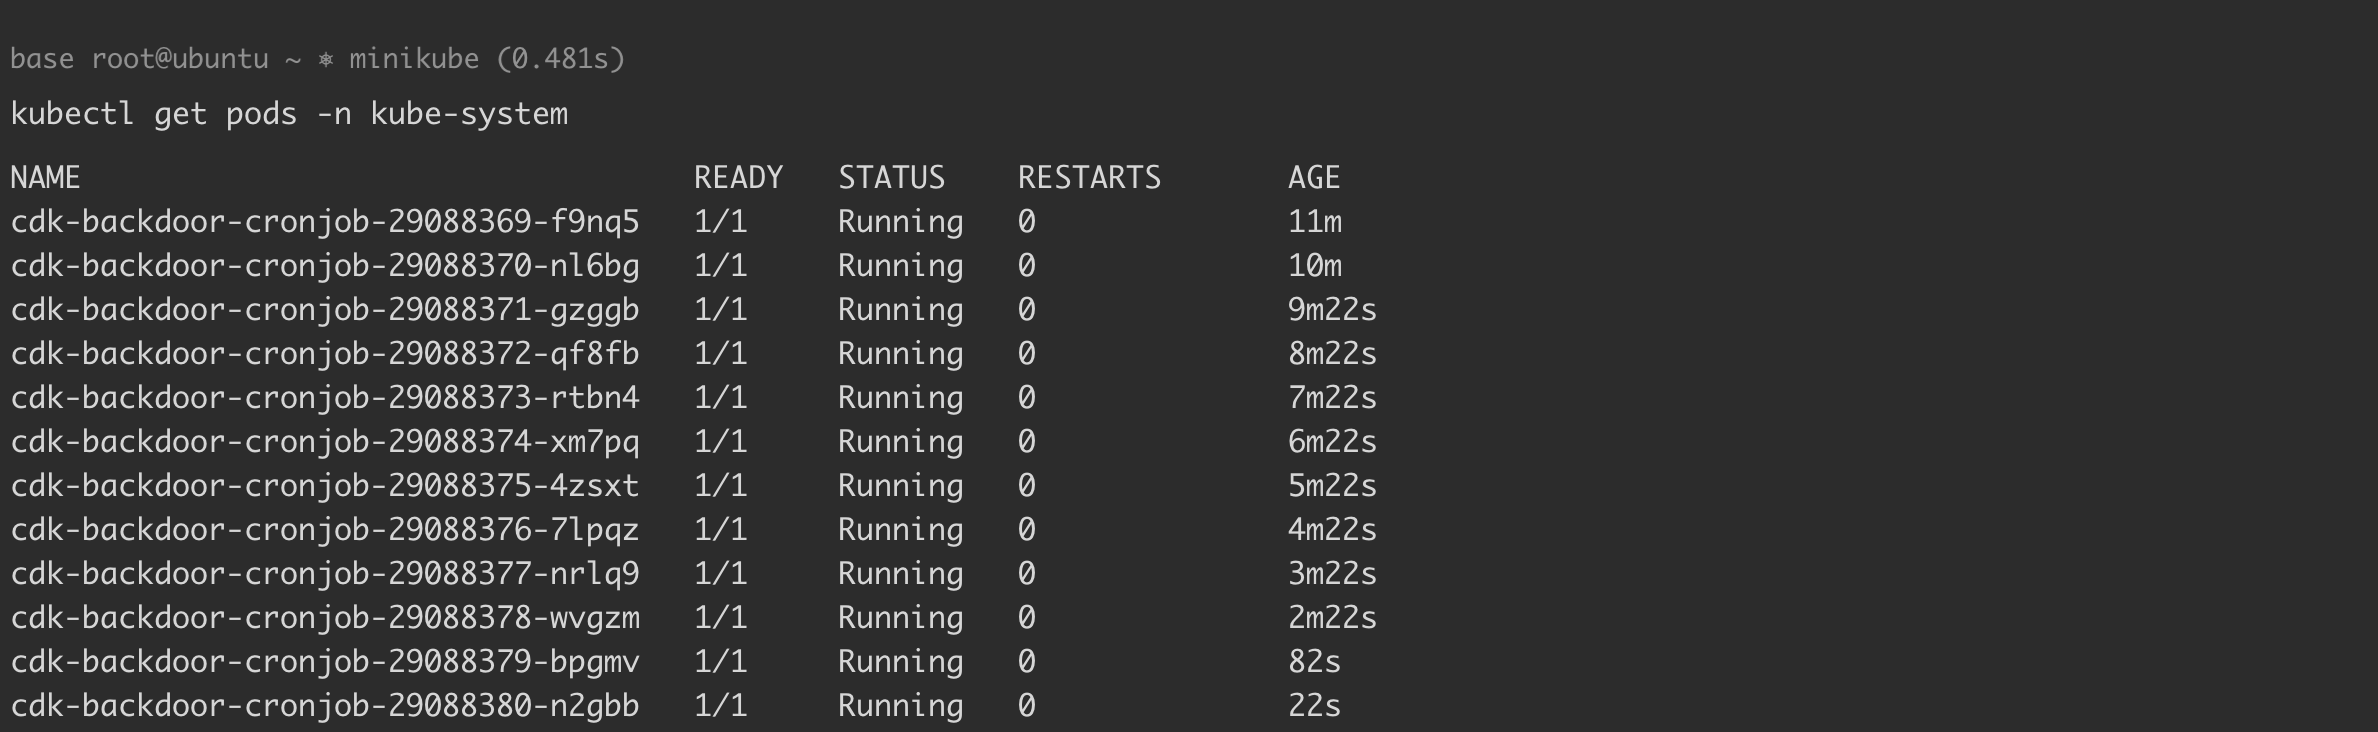 base root@ubuntu ~ ⎈ minikube (0.481s)
kubectl get pods -n kube-system
NAME READY STATUS RESTARTS AGE
cdk-backdoor-cronjob-29088369-f9nq5 1/1 Running 0 11m
cdk-backdoor-cronjob-29088370-nl6bg 1/1 Running 0 10m
cdk-backdoor-cronjob-29088371-gzggb 1/1 Running 0 9m22s
cdk-backdoor-cronjob-29088372-qf8fb 1/1 Running 0 8m22s
cdk-backdoor-cronjob-29088373-rtbn4 1/1 Running 0 7m22s
cdk-backdoor-cronjob-29088374-xm7pq 1/1 Running 0 6m22s
cdk-backdoor-cronjob-29088375-4zsxt 1/1 Running 0 5m22s
cdk-backdoor-cronjob-29088376-7lpqz 1/1 Running 0 4m22s
cdk-backdoor-cronjob-29088377-nrlq9 1/1 Running 0 3m22s
cdk-backdoor-cronjob-29088378-wvgzm 1/1 Running 0 2m22s
cdk-backdoor-cronjob-29088379-bpgmv 1/1 Running 0 82s
cdk-backdoor-cronjob-29088380-n2gbb 1/1 Running 0 22s